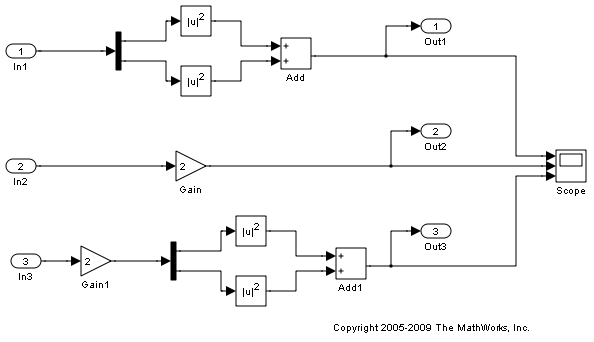 1
In1
|u|²
|u|²
+
+
Add
1
Out1
2
In2
2
Gain
2
Out2
Scope
3
In3
2
Gain1
|u|²
|u|²
+
+
Add1
3
Out3
Copyright 2005-2009 The MathWorks, Inc.